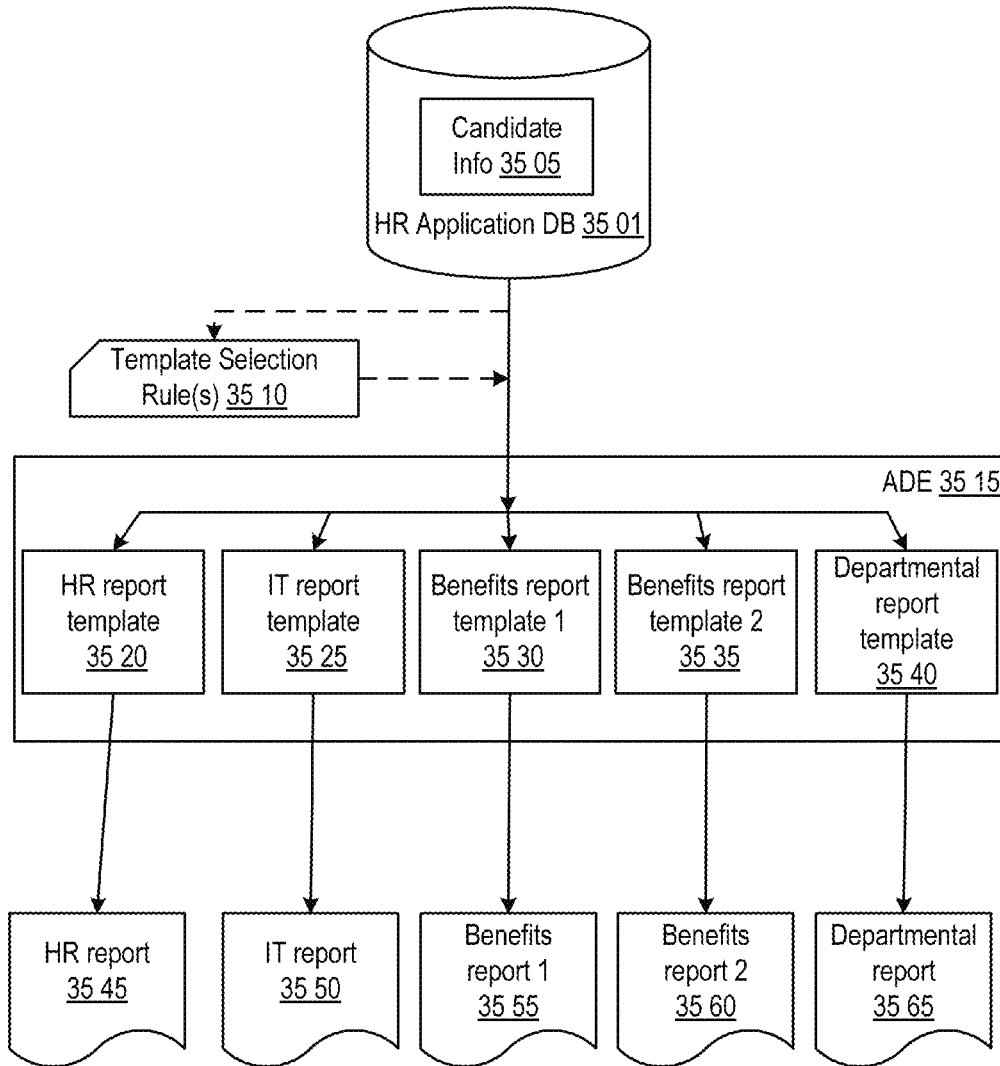 Candidate
Info 35 05
HR Application DB 35 01
Template Selection
Rule(s) 35 10
ADE 35 15
HR report
template
35 20
IT report
template
35 25
Benefits report
template 1
35 30
Benefits report
template 2
35 35
Departmental
report
template
35 40
HR report
35 45
IT report
35 50
Benefits
report 1
35 55
Benefits
report 2
35 60
Departmental
report
35 65